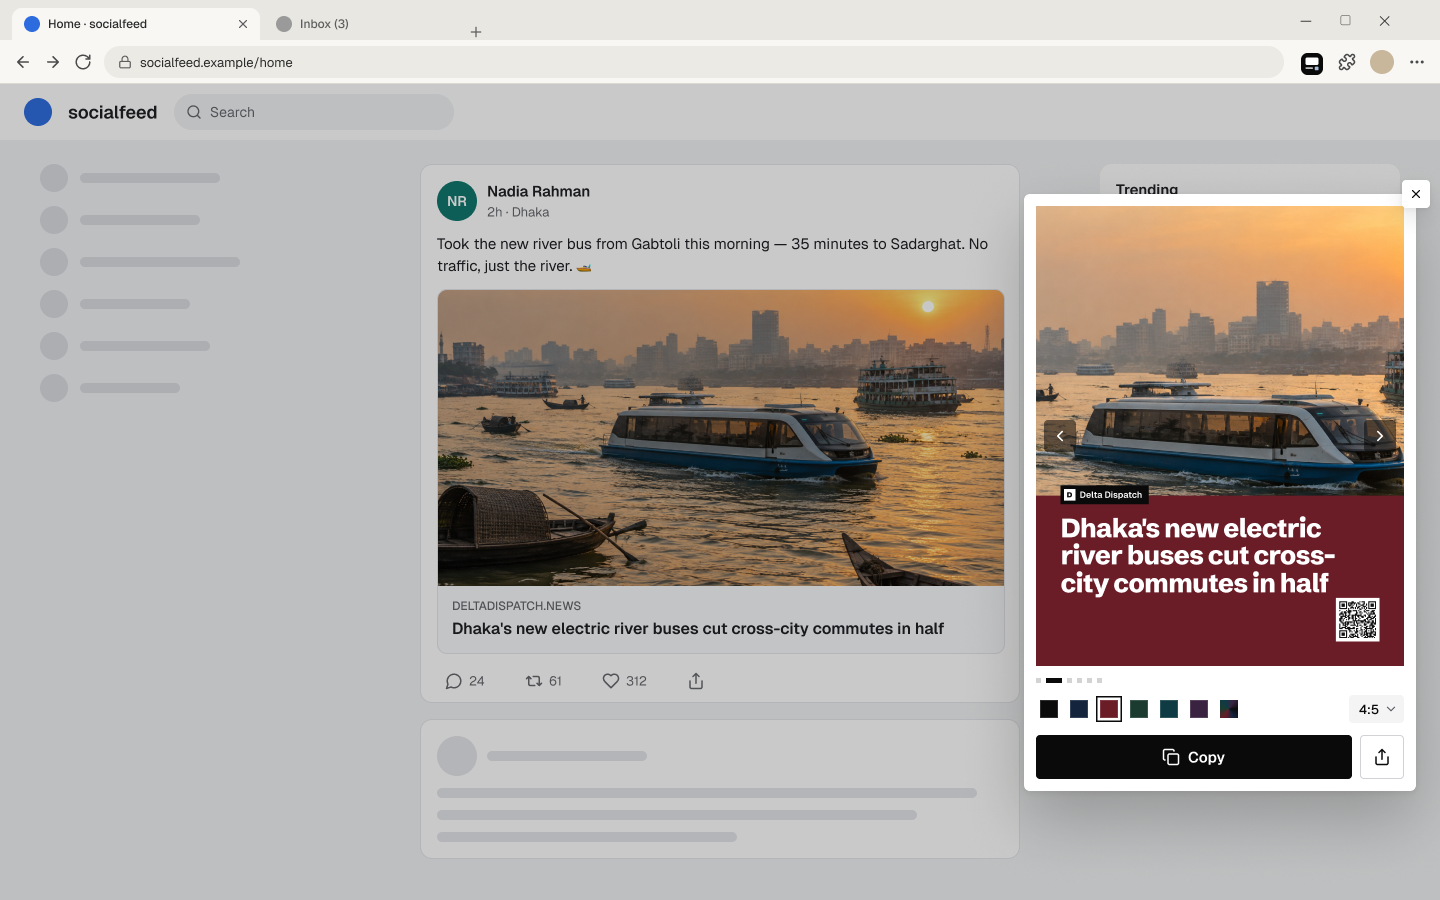 Home · socialfeed
Inbox (3)
socialfeed.example/home
socialfeed
Search
NR
Nadia Rahman
2h · Dhaka
Took the new river bus from Gabtoli this morning — 35 minutes to Sadarghat. No
traffic, just the river. 🚤
DELTADISPATCH.NEWS
Dhaka's new electric river buses cut cross-city commutes in half
24
61
312
Trending
D Delta Dispatch
Dhaka's new electric
river buses cut cross-
city commutes in half
4:5
Copy